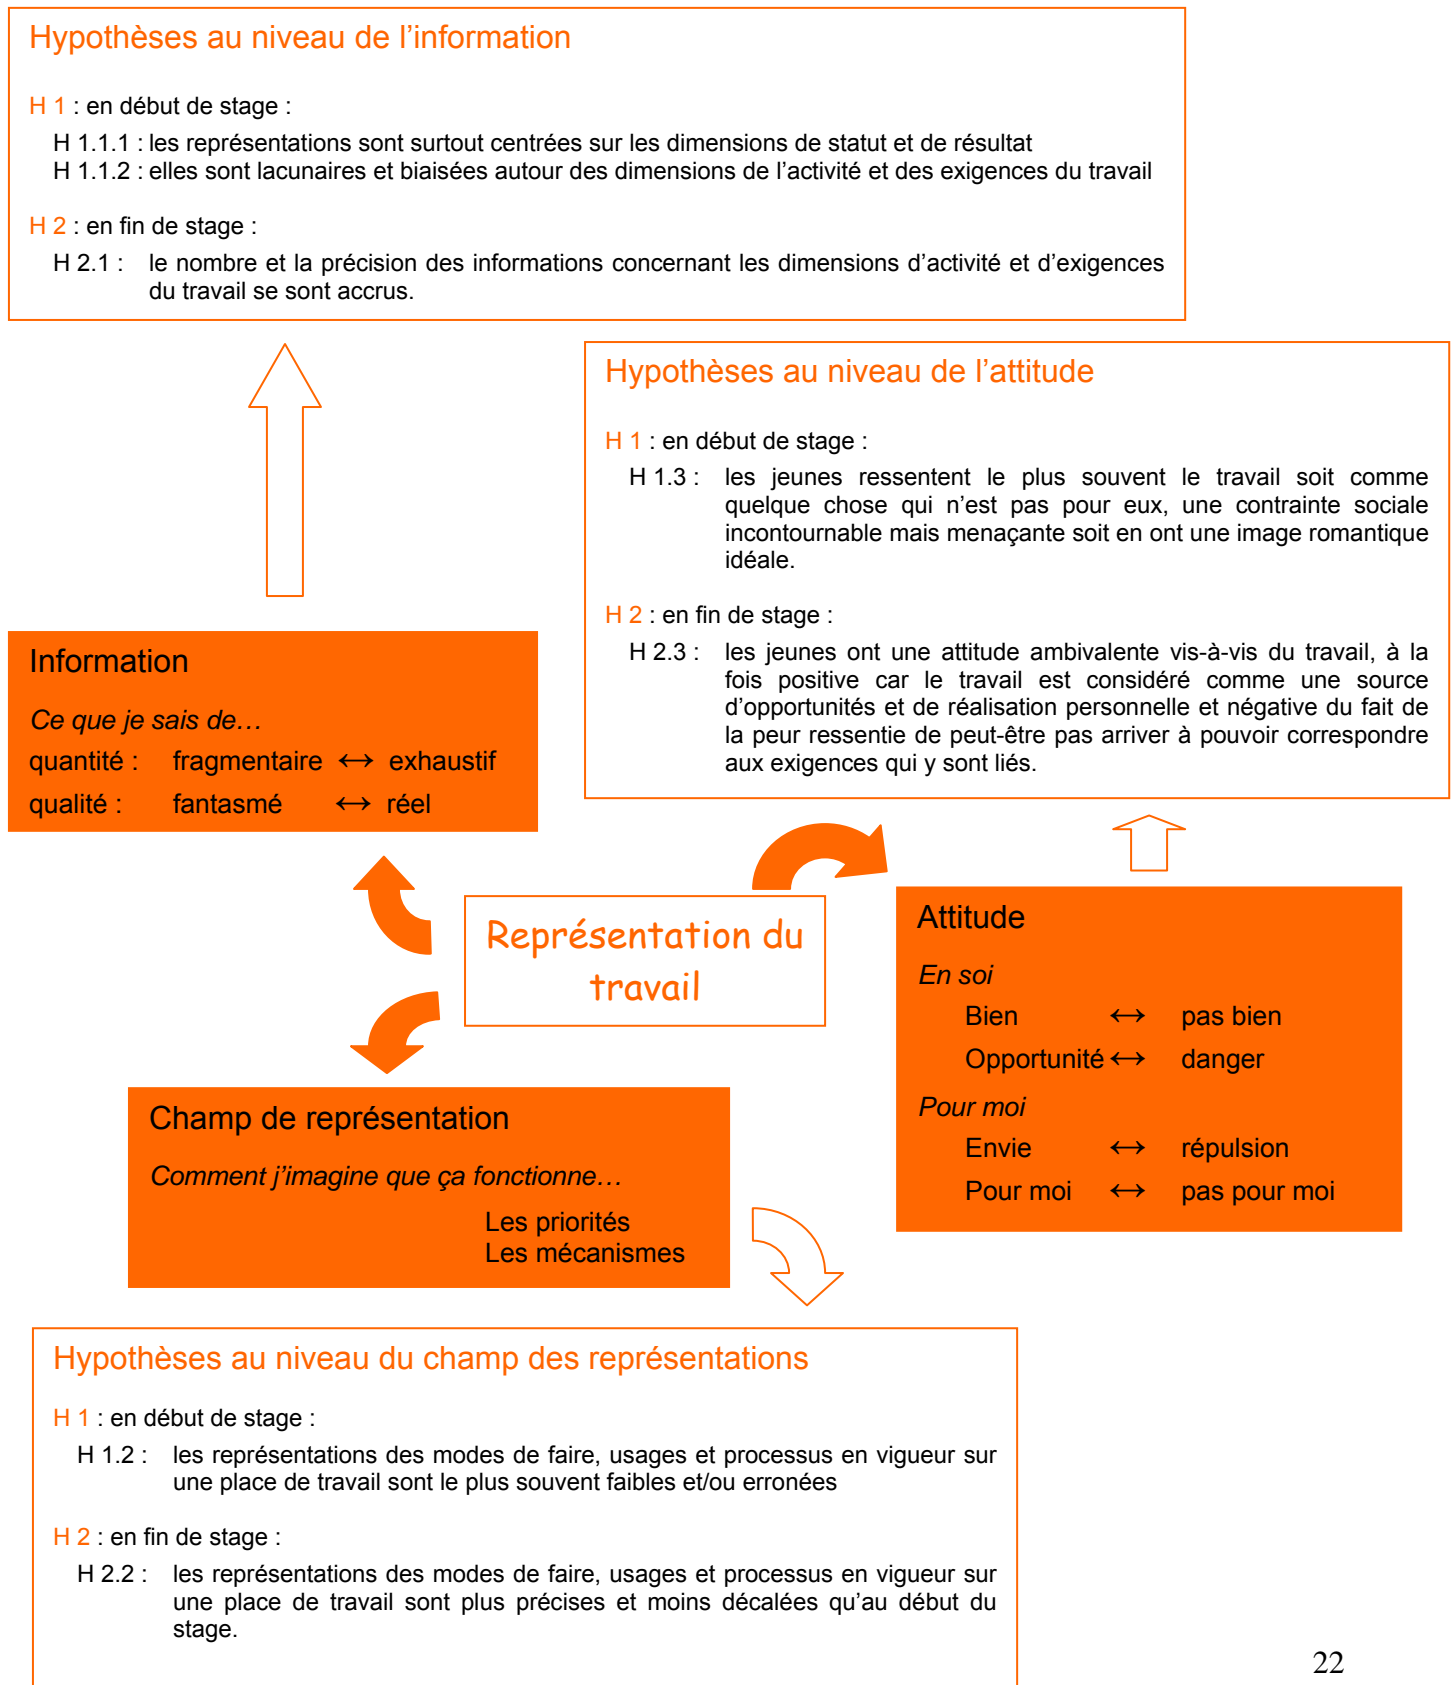 Hypothèses au niveau de l’information
H 1 : en début de stage :
H 1.1.1 : les représentations sont surtout centrées sur les dimensions de statut et de résultat
H 1.1.2 : elles sont lacunaires et biaisées autour des dimensions de l’activité et des exigences du travail
H 2 : en fin de stage :
H 2.1 : le nombre et la précision des informations concernant les dimensions d’activité et d’exigences
du travail se sont accrus.
Hypothèses au niveau de l’attitude
H 1 : en début de stage :
H 1.3 : les jeunes ressentent le plus souvent le travail soit comme
quelque chose qui n’est pas pour eux, une contrainte sociale
incontournable mais menaçante soit en ont une image romantique
idéale.
H 2 : en fin de stage :
H 2.3 : les jeunes ont une attitude ambivalente vis-à-vis du travail, à la
fois positive car le travail est considéré comme une source
d’opportunités et de réalisation personnelle et négative du fait de
la peur ressentie de peut-être pas arriver à pouvoir correspondre
aux exigences qui y sont liés.
Information
Ce que je sais de…
quantité : fragmentaire ↔ exhaustif
qualité : fantasmé ↔ réel
Représentation du
travail
Attitude
En soi
Bien ↔ pas bien
Opportunité ↔ danger
Pour moi
Envie ↔ répulsion
Pour moi ↔ pas pour moi
Champ de représentation
Comment j’imagine que ça fonctionne…
Les priorités
Les mécanismes
Hypothèses au niveau du champ des représentations
H 1 : en début de stage :
H 1.2 : les représentations des modes de faire, usages et processus en vigueur sur
une place de travail sont le plus souvent faibles et/ou erronées
H 2 : en fin de stage :
H 2.2 : les représentations des modes de faire, usages et processus en vigueur sur
une place de travail sont plus précises et moins décalées qu’au début du
stage.
22